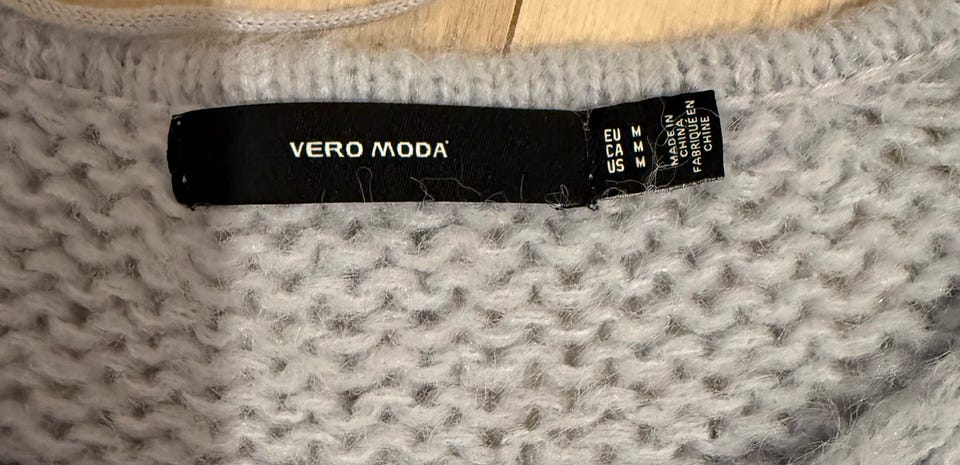 VERO MODA
EU M
CA M
US M
MADE IN
CHINA
FABRIQUÉ EN
CHINE